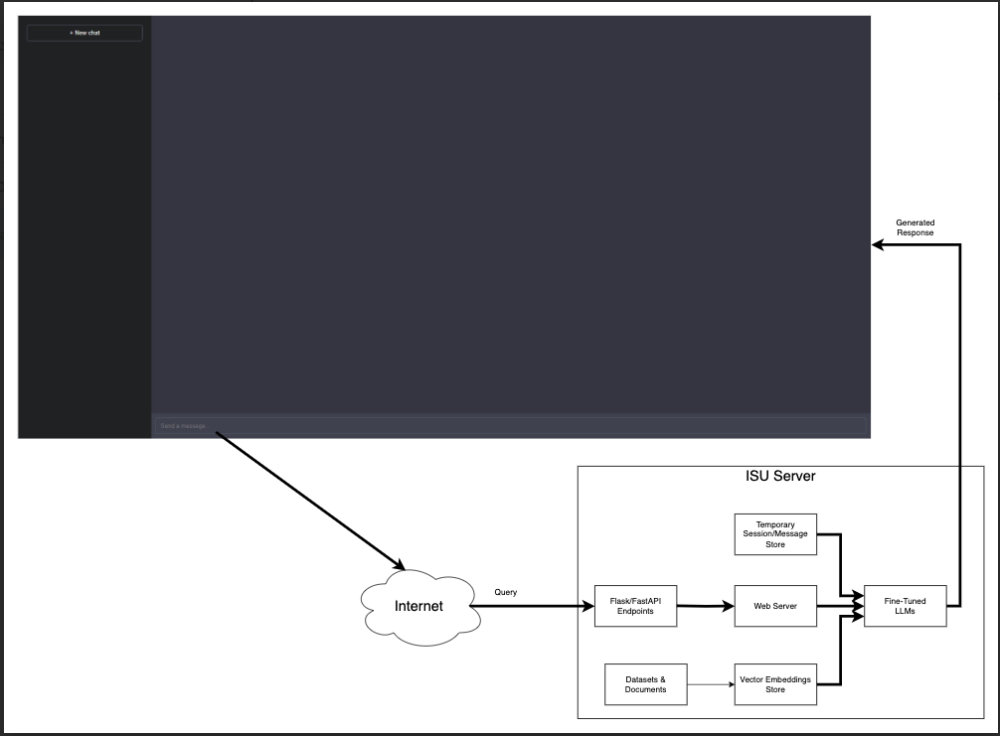 + New chat
Generated
Response
Send a message
ISU Server
Temporary
Session/Message
Store
Internet
Query
Flask/FastAPI
Endpoints
Web Server
Fine-Tuned
LLMs
Datasets &
Documents
Vector Embeddings
Store